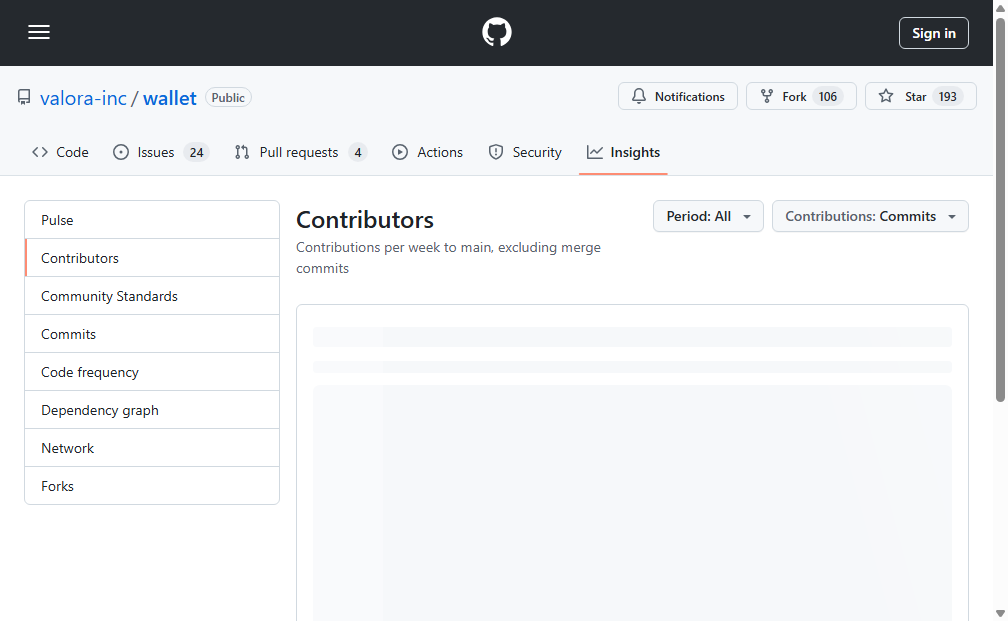 Sign in
valora-inc / wallet Public
Notifications Fork 106 Star 193
Code Issues 24 Pull requests 4 Actions Security Insights
Pulse
Contributors
Community Standards
Commits
Code frequency
Dependency graph
Network
Forks
Contributors
Period: All Contributions: Commits
Contributions per week to main, excluding merge
commits